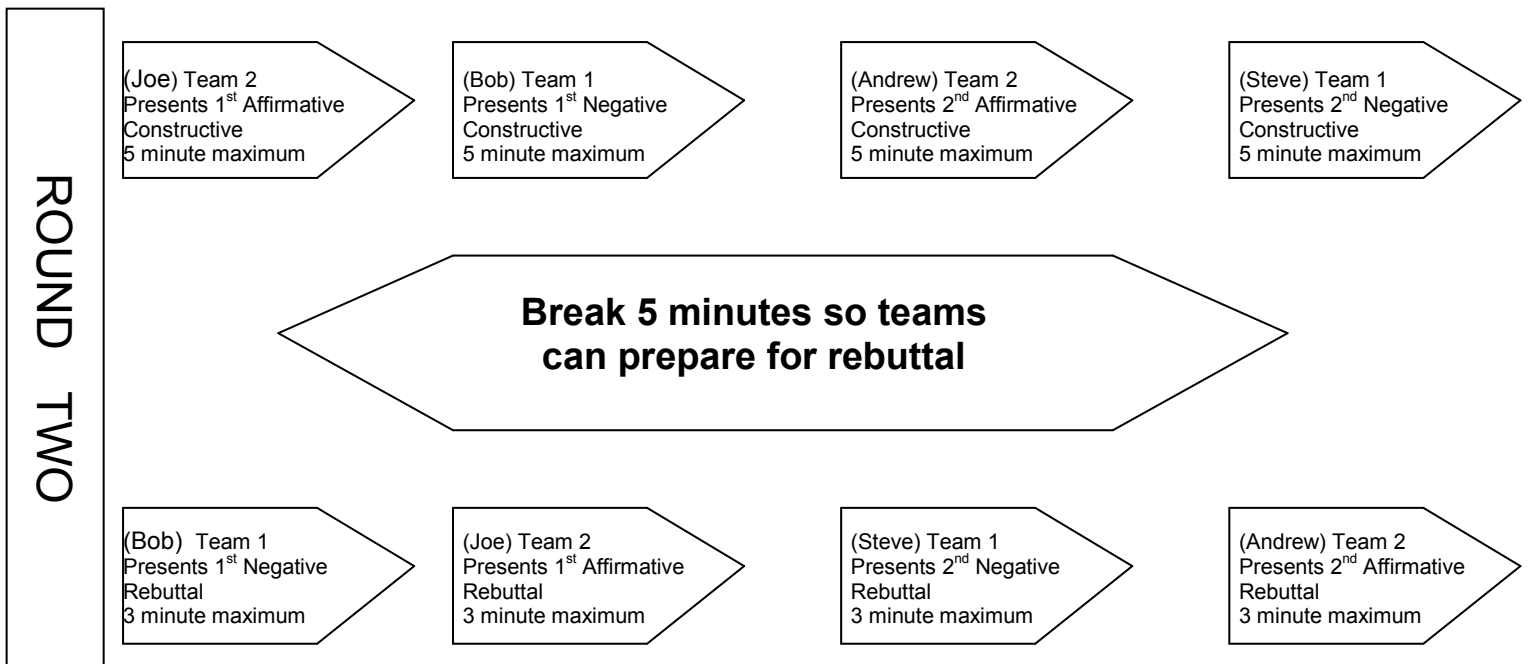 ROUND TWO
(Joe) Team 2
Presents 1st Affirmative
Constructive
5 minute maximum
(Bob) Team 1
Presents 1st Negative
Constructive
5 minute maximum
(Andrew) Team 2
Presents 2nd Affirmative
Constructive
5 minute maximum
(Steve) Team 1
Presents 2nd Negative
Constructive
5 minute maximum
Break 5 minutes so teams
can prepare for rebuttal
(Bob) Team 1
Presents 1st Negative
Rebuttal
3 minute maximum
(Joe) Team 2
Presents 1st Affirmative
Rebuttal
3 minute maximum
(Steve) Team 1
Presents 2nd Negative
Rebuttal
3 minute maximum
(Andrew) Team 2
Presents 2nd Affirmative
Rebuttal
3 minute maximum